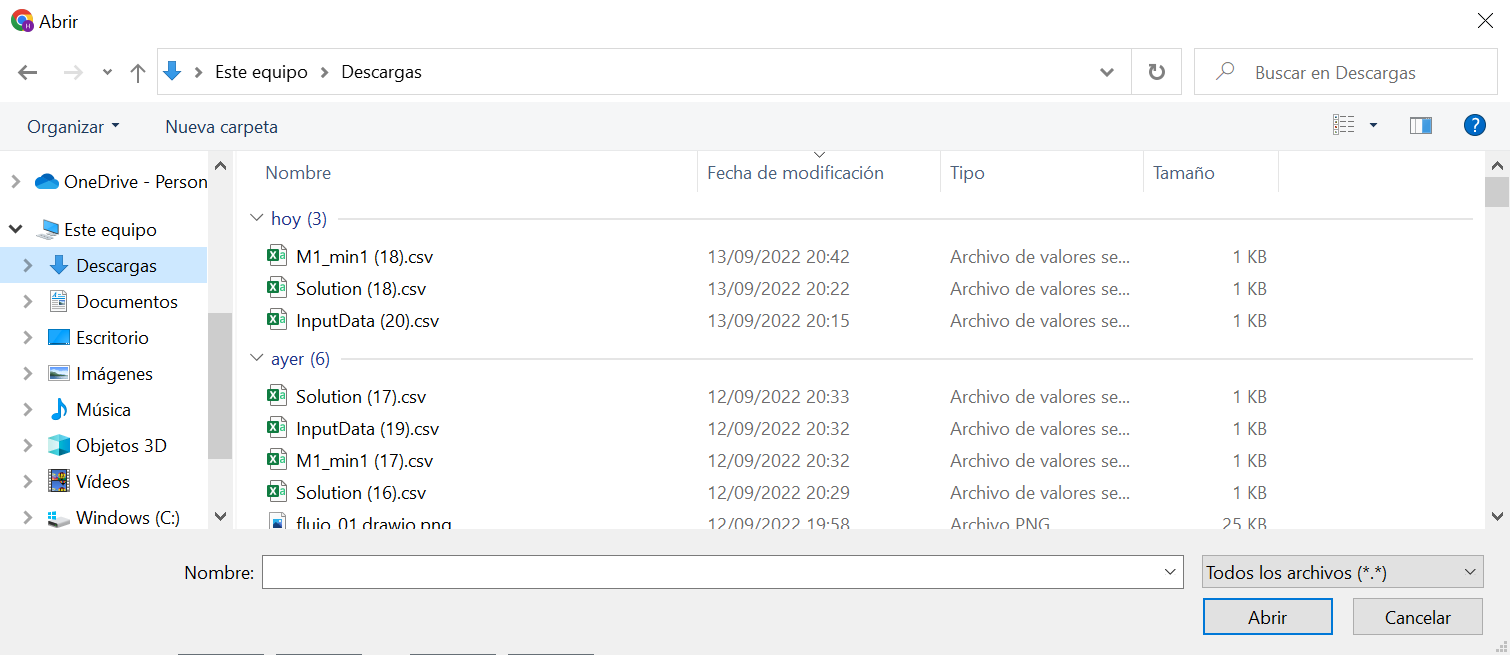 Abrir
Este equipo Descargas
Buscar en Descargas
Organizar
Nueva carpeta
?
OneDrive - Person
Este equipo
Descargas
Documentos
Escritorio
Imágenes
Música
Objetos 3D
Vídeos
Windows (C:)
Nombre Fecha de modificación Tipo Tamaño
hoy (3)
M1_min1 (18).csv 13/09/2022 20:42 Archivo de valores se... 1 KB
Solution (18).csv 13/09/2022 20:22 Archivo de valores se... 1 KB
InputData (20).csv 13/09/2022 20:15 Archivo de valores se... 1 KB
ayer (6)
Solution (17).csv 12/09/2022 20:33 Archivo de valores se... 1 KB
InputData (19).csv 12/09/2022 20:32 Archivo de valores se... 1 KB
M1_min1 (17).csv 12/09/2022 20:32 Archivo de valores se... 1 KB
Solution (16).csv 12/09/2022 20:29 Archivo de valores se... 1 KB
flujo_01.drawio.png 12/09/2022 19:58 Archivo PNG 25 KB
Nombre:
Todos los archivos (*.*)
Abrir
Cancelar